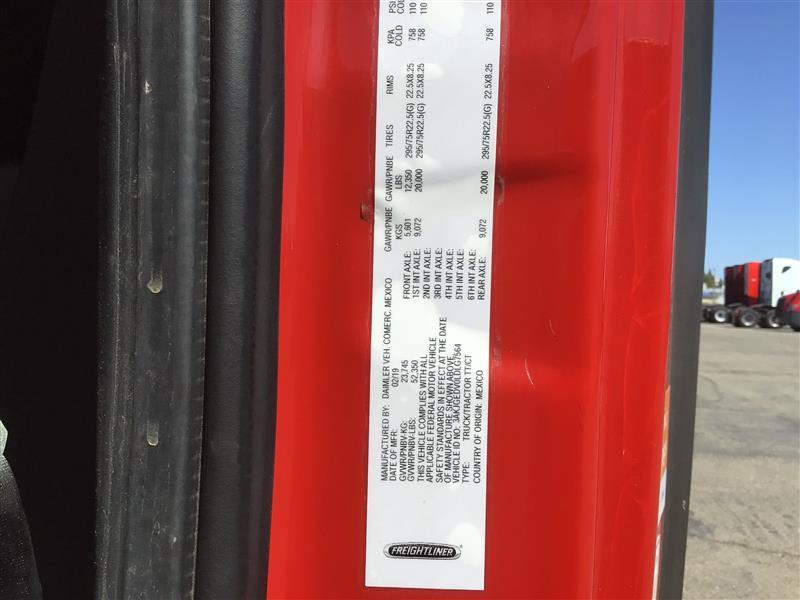 MANUFACTURED BY: DAIMLER VEH. COMERC. MEXICO
DATE OF MFR: 02/19
GVWR/PNBV-KG: 23,745
GVWR/PNBV-LBS: 52,350
THIS VEHICLE COMPLIES WITH ALL
APPLICABLE FEDERAL MOTOR VEHICLE
SAFETY STANDARDS IN EFFECT AT THE DATE
OF MANUFACTURE SHOWN ABOVE.
VEHICLE ID NO: 3AKJGEDV0LDLG7564
TYPE: TRUCK/TRACTOR TT/CT
COUNTRY OF ORIGIN: MEXICO
GAWR/PNBE GAWR/PNBE TIRES RIMS KPA PSI
KGS LBS COLD COLD
FRONT AXLE: 5,601 12,350 295/75R22.5(G) 22.5X8.25 758 110
1ST INT AXLE: 9,072 20,000 295/75R22.5(G) 22.5X8.25 758 110
2ND INT AXLE:
3RD INT AXLE:
4TH INT AXLE:
5TH INT AXLE:
6TH INT AXLE:
REAR AXLE: 9,072 20,000 295/75R22.5(G) 22.5X8.25 758 110
FREIGHTLINER